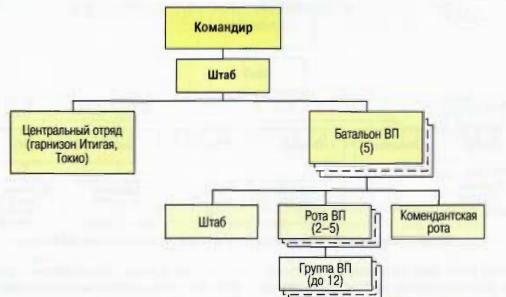 Командир
Штаб
Центральный отряд
(гарнизон Итигая,
Токио)
Батальон ВП
(5)
Штаб
Рота ВП
(2–5)
Комендантская
рота
Группа ВП
(до 12)